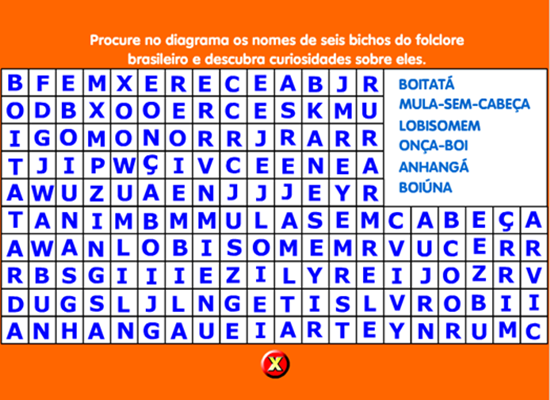 Procure no diagrama os nomes de seis bichos do folclore
brasileiro e descubra curiosidades sobre eles.
B F E M X E R E C E A B J R
O D B X O O E R C E S K M U
I G O M O N O R R J R A R R
T J I P W Ç I V C E E N E A
A W U Z U A E N J J J E Y R
T A N I M B M M U L A S E M C A B E Ç A
A W A N L O B I S O M E M R V U C E R R
R B S G I I I E Z I L Y R E I J O Z R V
D U G S L J L N G E T I S L V R O B I I
A N H A N G A U E I A R T E Y N R U M C
BOITATÁ
MULA-SEM-CABEÇA
LOBISOMEM
ONÇA-BOI
ANHANGÁ
BOIÚNA
X